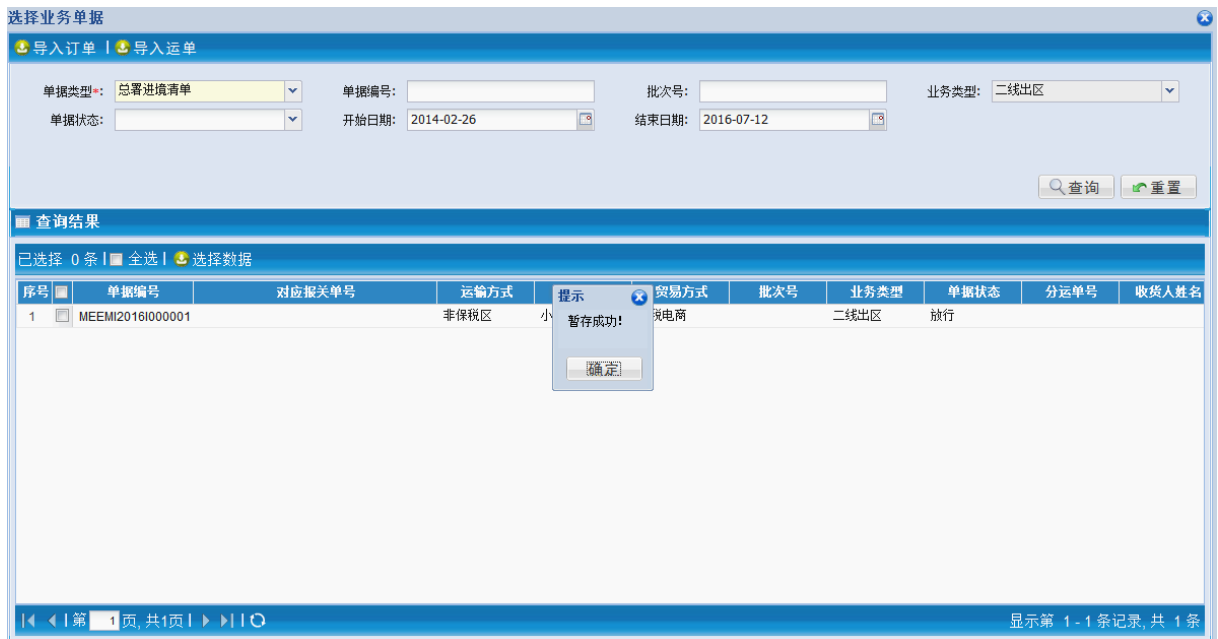 选择业务单据
导入订单 | 导入运单
单据类型*: 总署进境清单 单据编号: 批次号: 业务类型: 二线出区
单据状态: 开始日期: 2014-02-26 结束日期: 2016-07-12
查询 重置
查询结果
已选择 0 条 | 全选 | 选择数据
序号 单据编号 对应报关单号 运输方式 贸易方式 批次号 业务类型 单据状态 分运单号 收货人姓名
1 MEEMI2016I000001 非保税区 小 税电商 二线出区 放行
提示
暂存成功!
确定
第 1 页, 共1页 显示第 1 - 1 条记录, 共 1 条